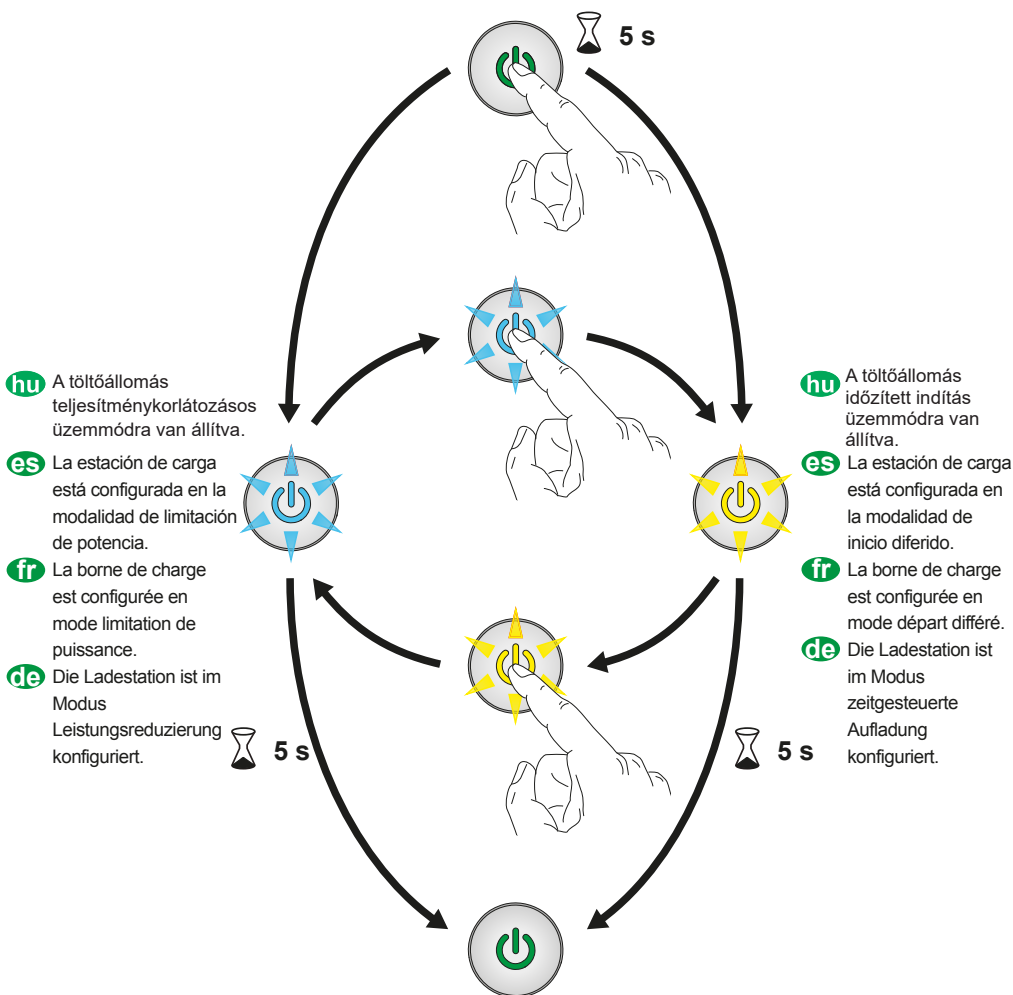 5 s
hu A töltőállomás
teljesítménykorlátozásos
üzemmódra van állítva.
es La estación de carga
está configurada en la
modalidad de limitación
de potencia.
fr La borne de charge
est configurée en
mode limitation de
puissance.
de Die Ladestation ist im
Modus
Leistungsreduzierung
konfiguriert.
5 s
hu A töltőállomás
időzített indítás
üzemmódra van
állítva.
es La estación de carga
está configurada en
la modalidad de
inicio diferido.
fr La borne de charge
est configurée en
mode départ différé.
de Die Ladestation ist
im Modus
zeitgesteuerte
Aufladung
konfiguriert.
5 s